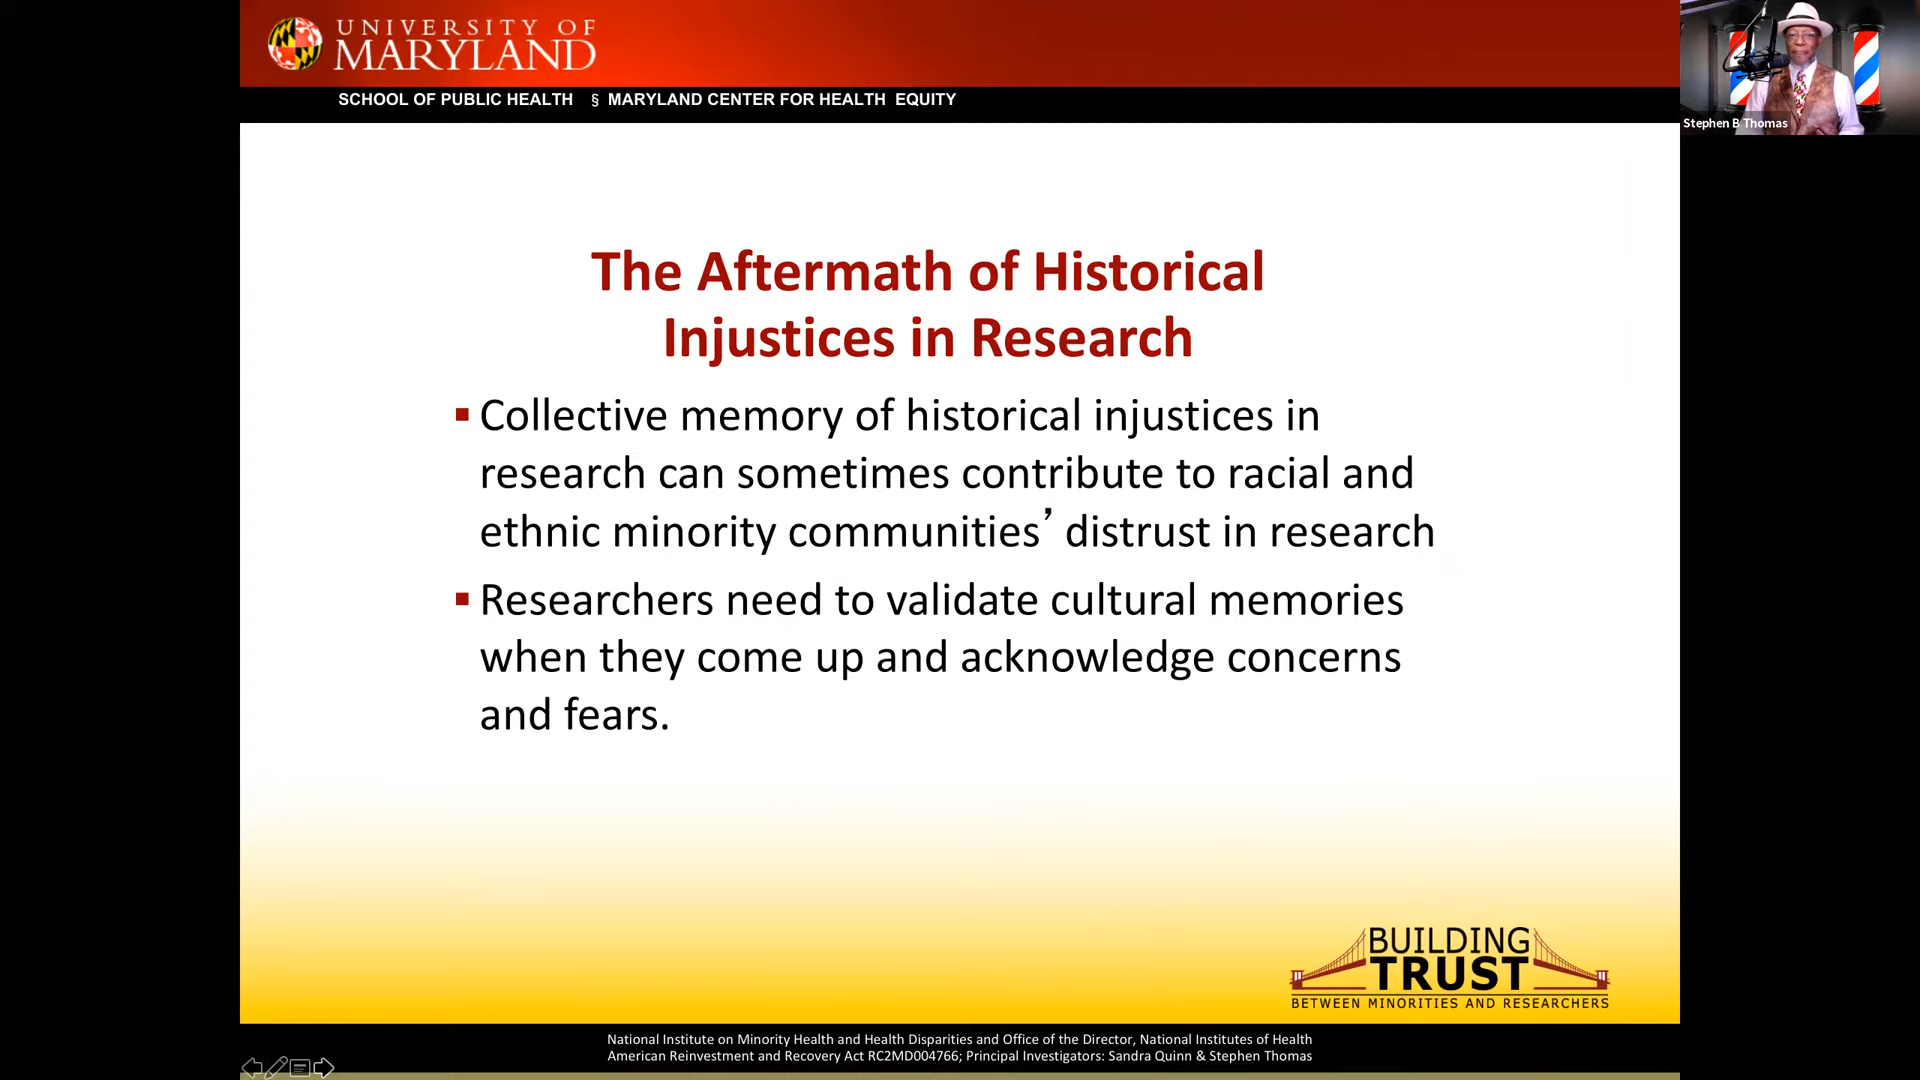 UNIVERSITY OF
MARYLAND
SCHOOL OF PUBLIC HEALTH § MARYLAND CENTER FOR HEALTH EQUITY
Stephen B Thomas
The Aftermath of Historical
Injustices in Research
▪ Collective memory of historical injustices in
research can sometimes contribute to racial and
ethnic minority communities’ distrust in research
▪ Researchers need to validate cultural memories
when they come up and acknowledge concerns
and fears.
BUILDING
TRUST
BETWEEN MINORITIES AND RESEARCHERS
National Institute on Minority Health and Health Disparities and Office of the Director, National Institutes of Health
American Reinvestment and Recovery Act RC2MD004766; Principal Investigators: Sandra Quinn & Stephen Thomas